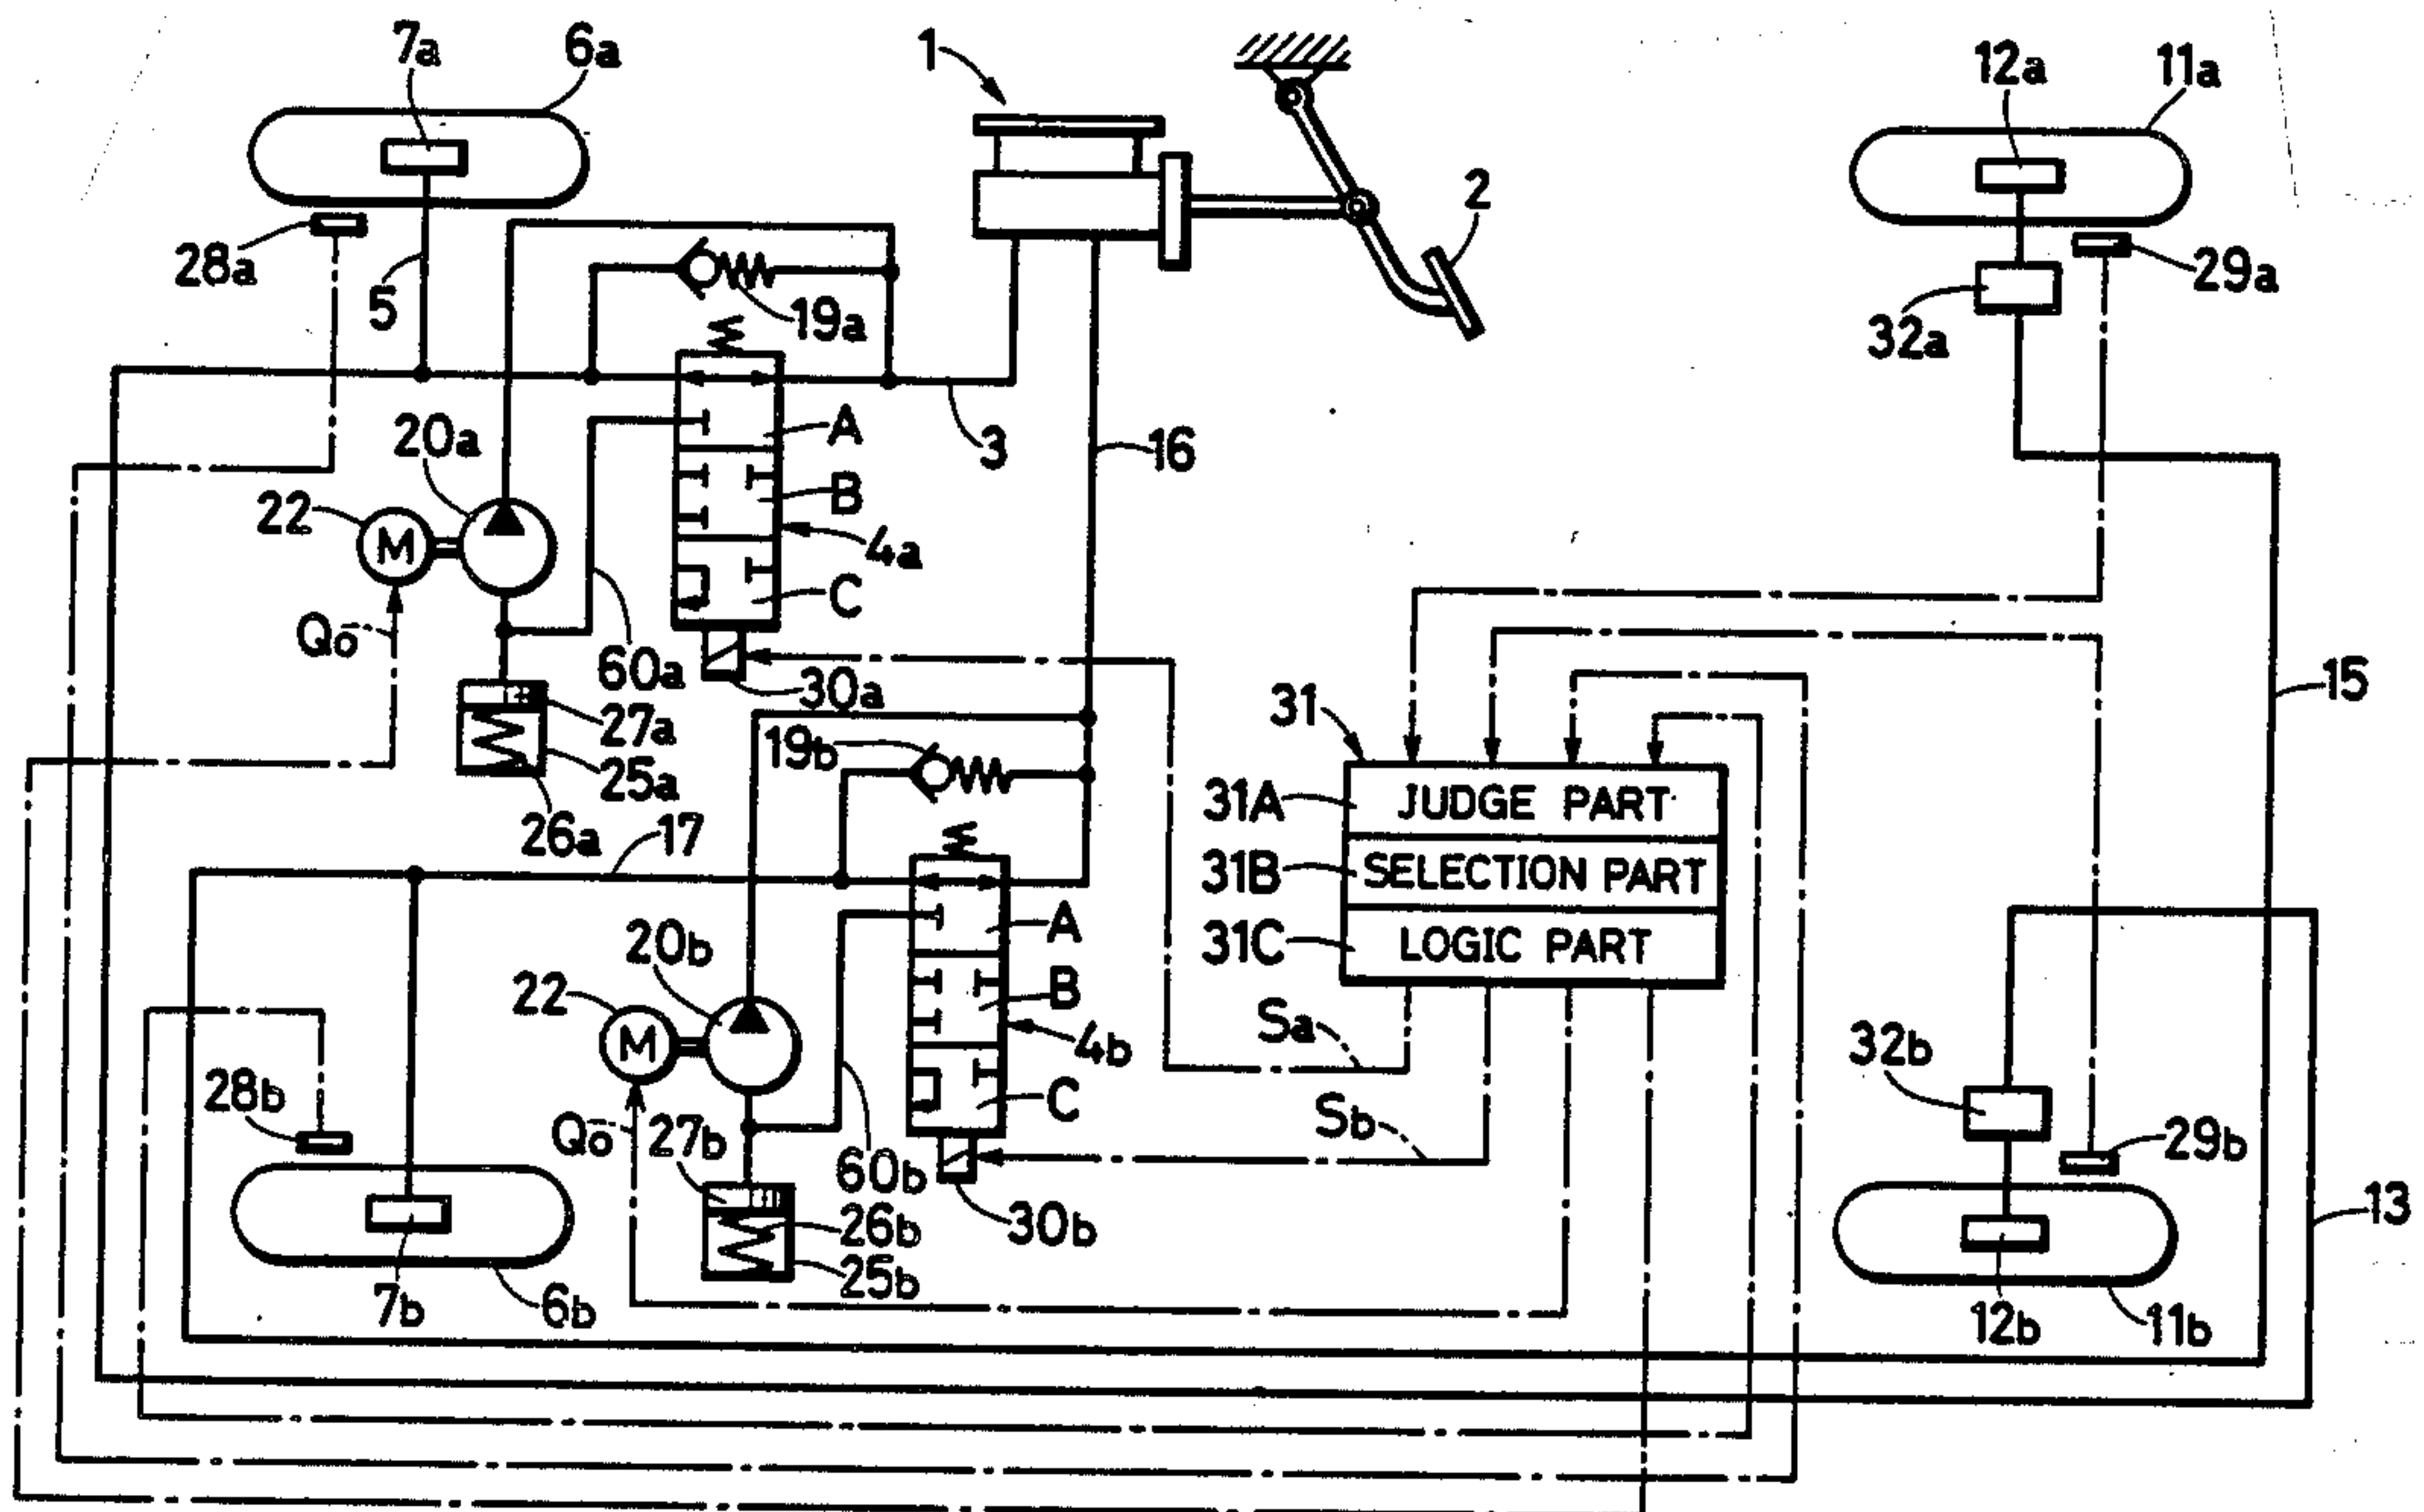 7a
6a
1
12a
11a
2
28a
5
19a
29a
32a
20a
A
3
16
22
M
B
4a
C
Qo
60a
30a
15
27a
31
19b
25a
31A
JUDGE PART
26a
17
31B
SELECTION PART
20b
A
31C
LOGIC PART
22
B
M
Sa
4b
32b
28b
C
Qo
27b
Sb
29b
60b
26b
30b
13
25b
7b
6b
12b
11b